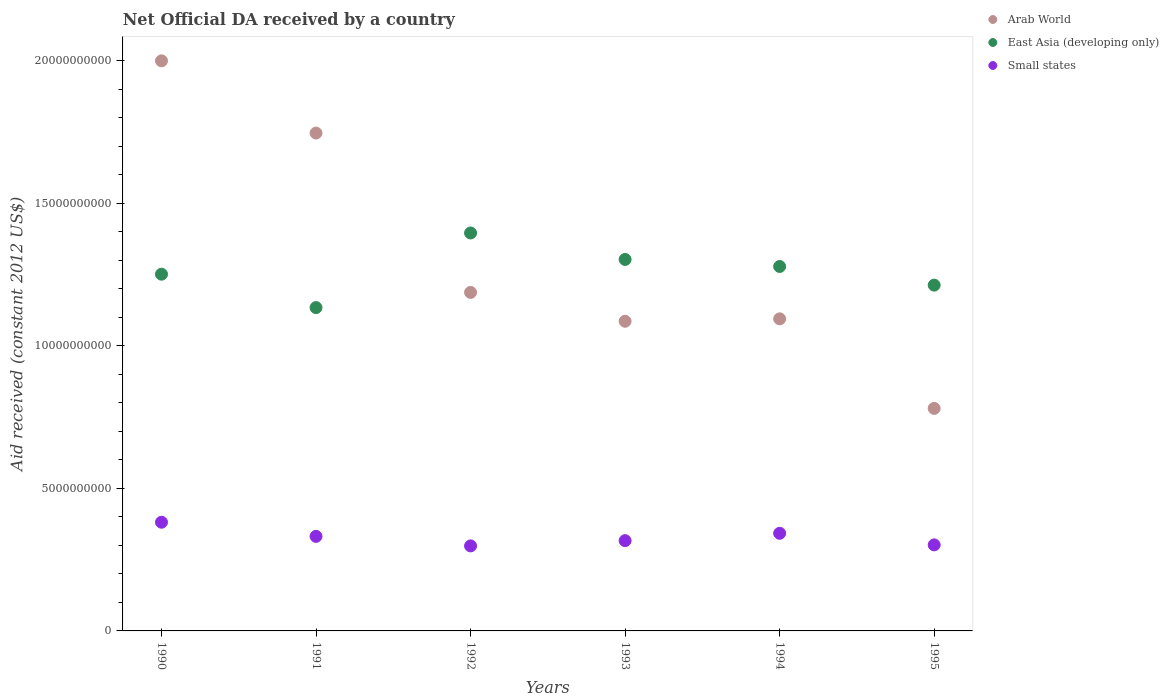 Net Official DA received by a country
Arab World
East Asia (developing only)
Small states
Aid received (constant 2012 US$)
20000000000
15000000000
10000000000
5000000000
0
1990
1991
1992
1993
1994
1995
Years